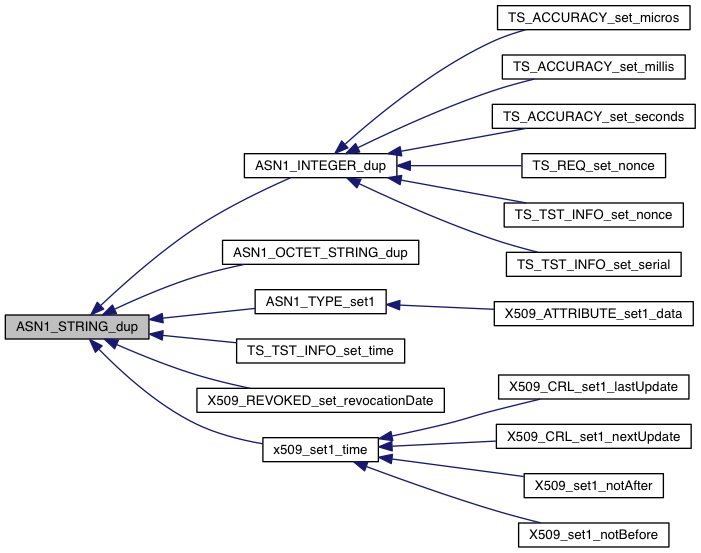 TS_ACCURACY_set_micros
TS_ACCURACY_set_millis
TS_ACCURACY_set_seconds
ASN1_INTEGER_dup
TS_REQ_set_nonce
TS_TST_INFO_set_nonce
ASN1_OCTET_STRING_dup
TS_TST_INFO_set_serial
ASN1_TYPE_set1
X509_ATTRIBUTE_set1_data
ASN1_STRING_dup
TS_TST_INFO_set_time
X509_REVOKED_set_revocationDate
X509_CRL_set1_lastUpdate
x509_set1_time
X509_CRL_set1_nextUpdate
X509_set1_notAfter
X509_set1_notBefore